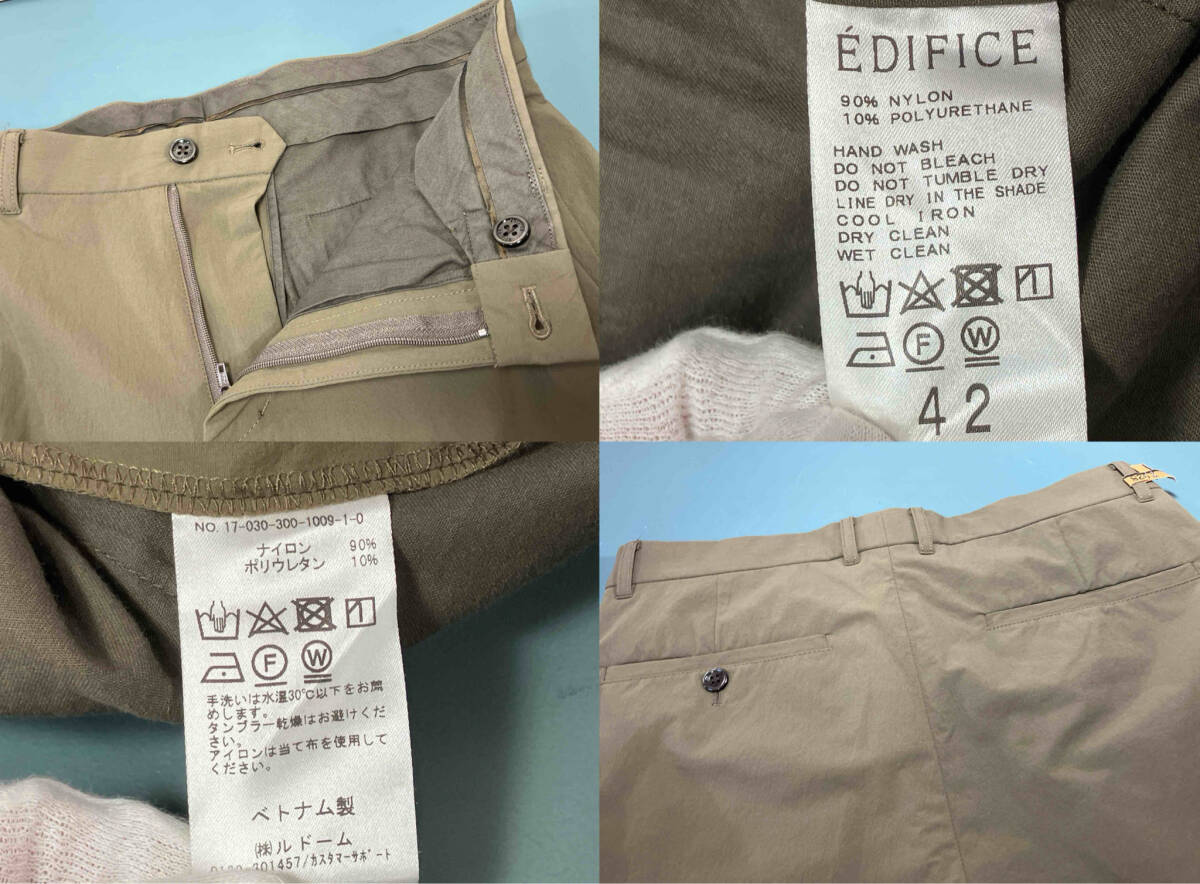 ÉDIFICE
90% NYLON
10% POLYURETHANE
HAND WASH
DO NOT BLEACH
DO NOT TUMBLE DRY
LINE DRY IN THE SHADE
COOL IRON
DRY CLEAN
WET CLEAN
F W
42
NO. 17-030-300-1009-1-0
ナイロン 90%
ポリウレタン 10%
F W
手洗いは水温30℃以下をお薦
めします。
タンブラー乾燥はお避けくだ
さい。
アイロンは当て布を使用して
ください。
ベトナム製
(株)ルドーム
301457/カスタマーサポート